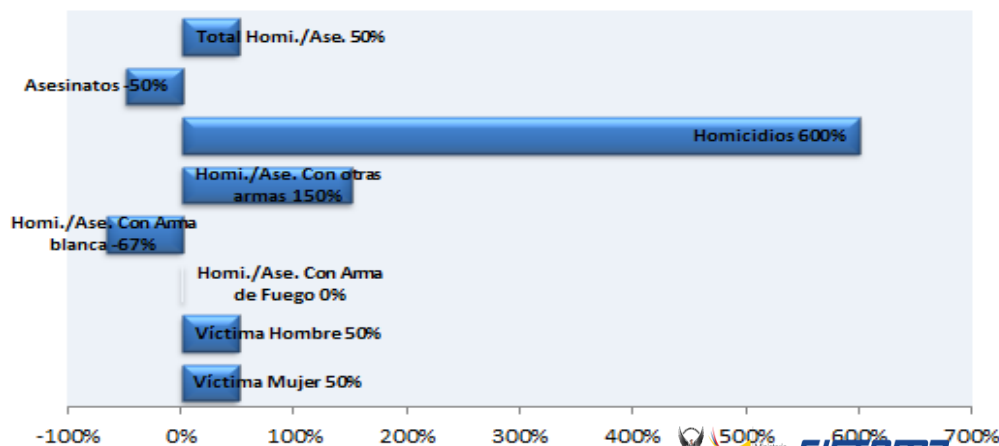 Total Homi./Ase. 50%
Asesinatos -50%
Homicidios 600%
Homi./Ase. Con otras
armas 150%
Homi./Ase. Con Arma
blanca -67%
Homi./Ase. Con Arma
de Fuego 0%
Víctima Hombre 50%
Víctima Mujer 50%
-100% 0% 100% 200% 300% 400% 500% 600% 700%